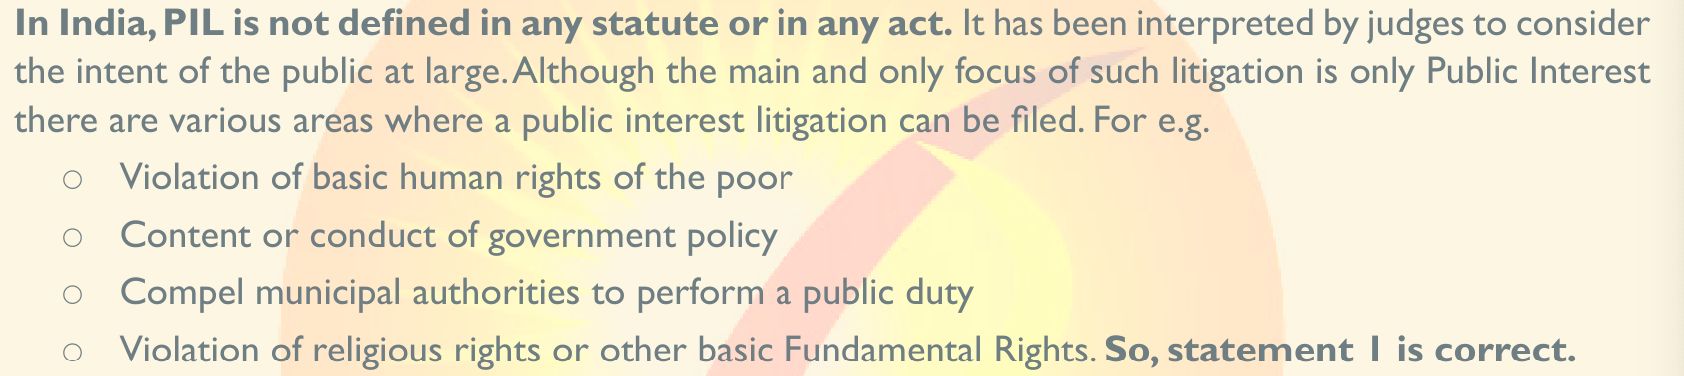 In India, PIL is not defined in any statute or in any act. It has been interpreted by judges to consider
the intent of the public at large. Although the main and only focus of such litigation is only Public Interest
there are various areas where a public interest litigation can be filed. For e.g.
○ Violation of basic human rights of the poor
○ Content or conduct of government policy
○ Compel municipal authorities to perform a public duty
○ Violation of religious rights or other basic Fundamental Rights. So, statement 1 is correct.